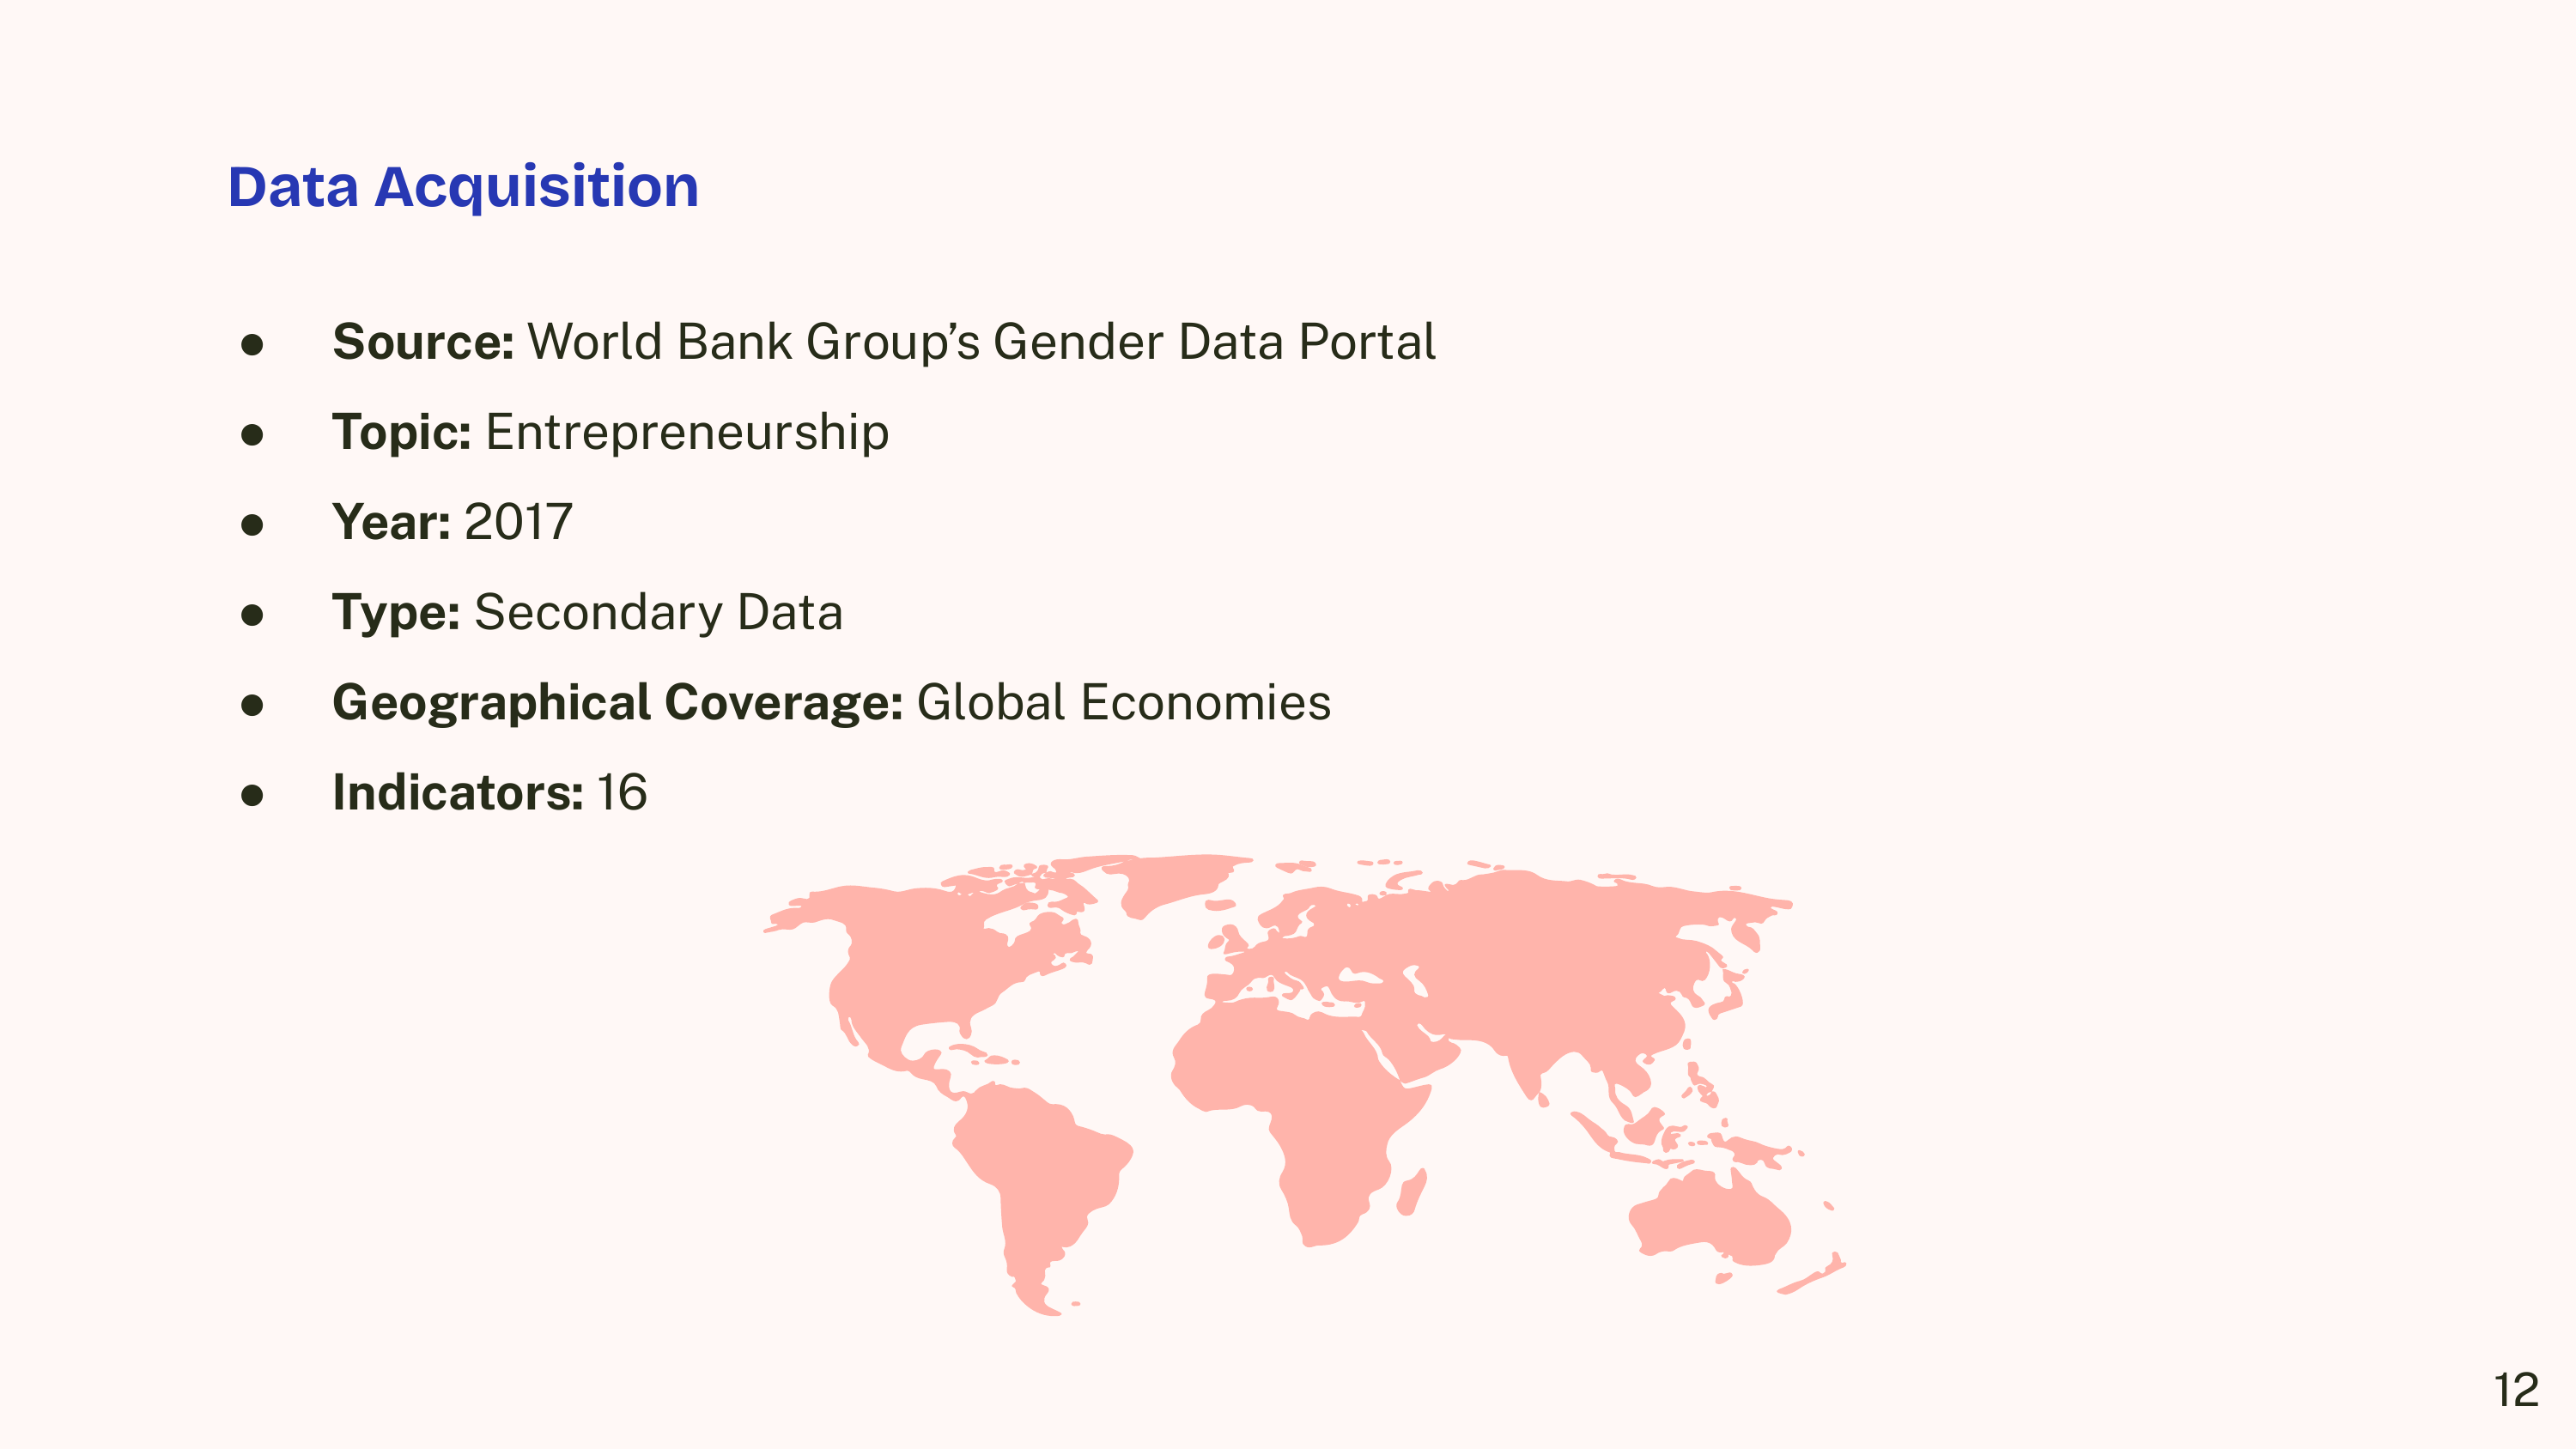 Data Acquisition
● Source: World Bank Group’s Gender Data Portal
● Topic: Entrepreneurship
● Year: 2017
● Type: Secondary Data
● Geographical Coverage: Global Economies
● Indicators: 16
12